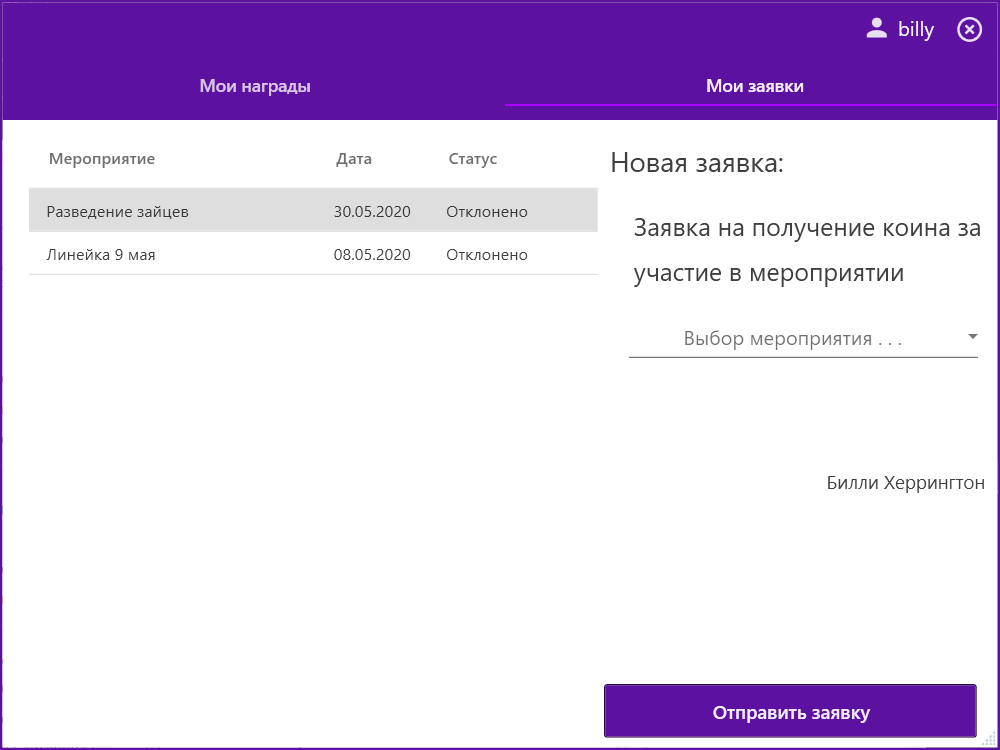 billy
Мои награды
Мои заявки
Мероприятие Дата Статус
Разведение зайцев 30.05.2020 Отклонено
Линейка 9 мая 08.05.2020 Отклонено
Новая заявка:
Заявка на получение коина за
участие в мероприятии
Выбор мероприятия . . .
Билли Херрингтон
Отправить заявку